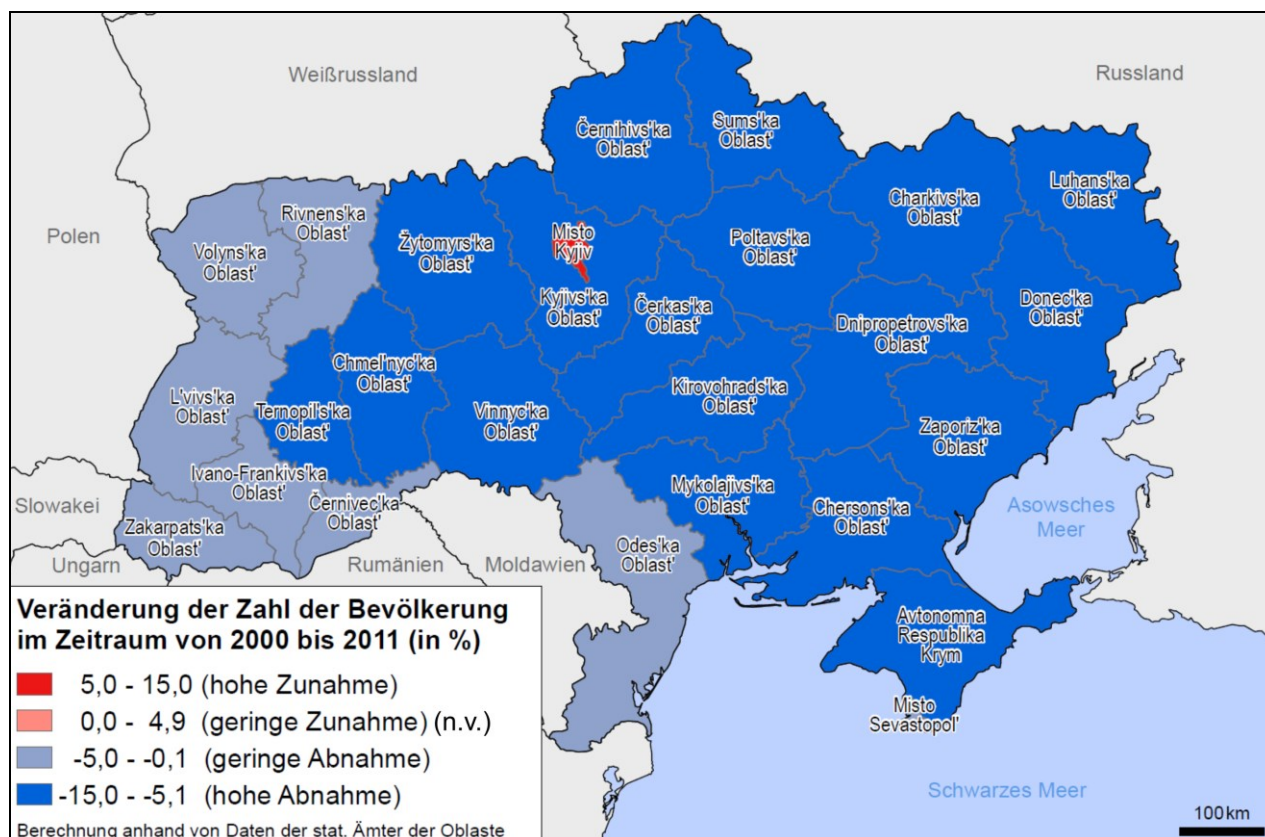 Weißrussland
Russland
Polen
Slowakei
Ungarn
Rumänien
Moldawien
Asowsches
Meer
Schwarzes Meer
Černihivs'ka
Oblast'
Sums'ka
Oblast'
Luhans'ka
Oblast'
Charkivs'ka
Oblast'
Rivnens'ka
Oblast'
Volyns'ka
Oblast'
Žytomyrs'ka
Oblast'
Misto
Kyjiv
Poltavs'ka
Oblast'
Kyjivs'ka
Oblast'
Čerkas'ka
Oblast'
Dnipropetrovs'ka
Oblast'
Donec'ka
Oblast'
Chmel'nyc'ka
Oblast'
L'vivs'ka
Oblast'
Ternopil's'ka
Oblast'
Vinnyc'ka
Oblast'
Kirovohrads'ka
Oblast'
Zaporiz'ka
Oblast'
Ivano-Frankivs'ka
Oblast'
Černivec'ka
Oblast'
Zakarpats'ka
Oblast'
Mykolajivs'ka
Oblast'
Chersons'ka
Oblast'
Odes'ka
Oblast'
Avtonomna
Respublika
Krym
Misto
Sevastopol'
Veränderung der Zahl der Bevölkerung
im Zeitraum von 2000 bis 2011 (in %)
5,0 - 15,0 (hohe Zunahme)
0,0 - 4,9 (geringe Zunahme) (n.v.)
-5,0 - -0,1 (geringe Abnahme)
-15,0 - -5,1 (hohe Abnahme)
Berechnung anhand von Daten der stat. Ämter der Oblaste
100 km